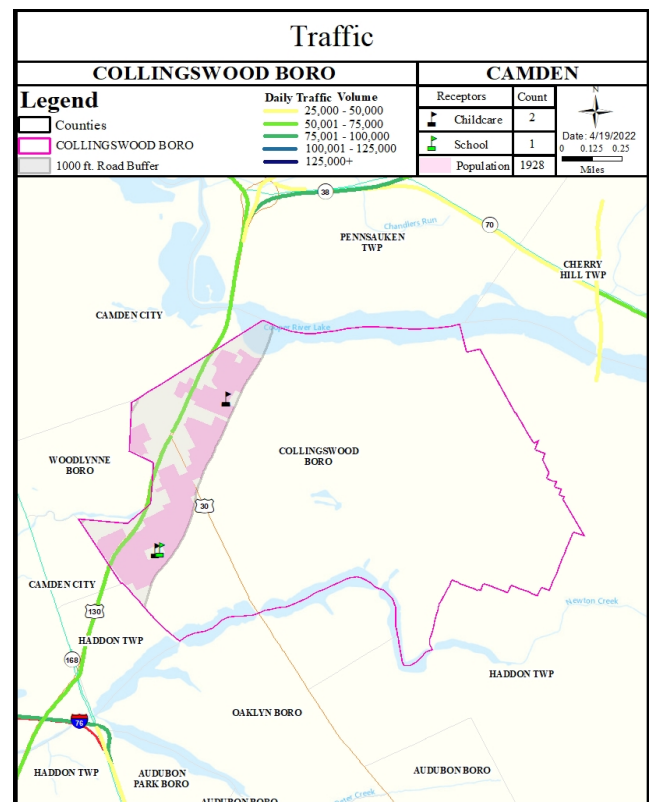 Traffic
COLLINGSWOOD BORO
CAMDEN
Legend
Counties
COLLINGSWOOD BORO
1000 ft. Road Buffer
Daily Traffic Volume
25,000 - 50,000
50,001 - 75,000
75,001 - 100,000
100,001 - 125,000
125,000+
Receptors Count
Childcare 2
School 1
Population 1928
N
Date: 4/19/2022
0 0.125 0.25
Miles
38
Chandlers Run
70
PENNSAUKEN
TWP
CHERRY
HILL TWP
CAMDEN CITY
Cooper River Lake
WOODLYNNE
BORO
COLLINGSWOOD
BORO
30
CAMDEN CITY
130
Newton Creek
HADDON TWP
168
HADDON TWP
76
OAKLYN BORO
HADDON TWP
AUDUBON
PARK BORO
AUDUBON BORO
AUDUBON BORO
Creek